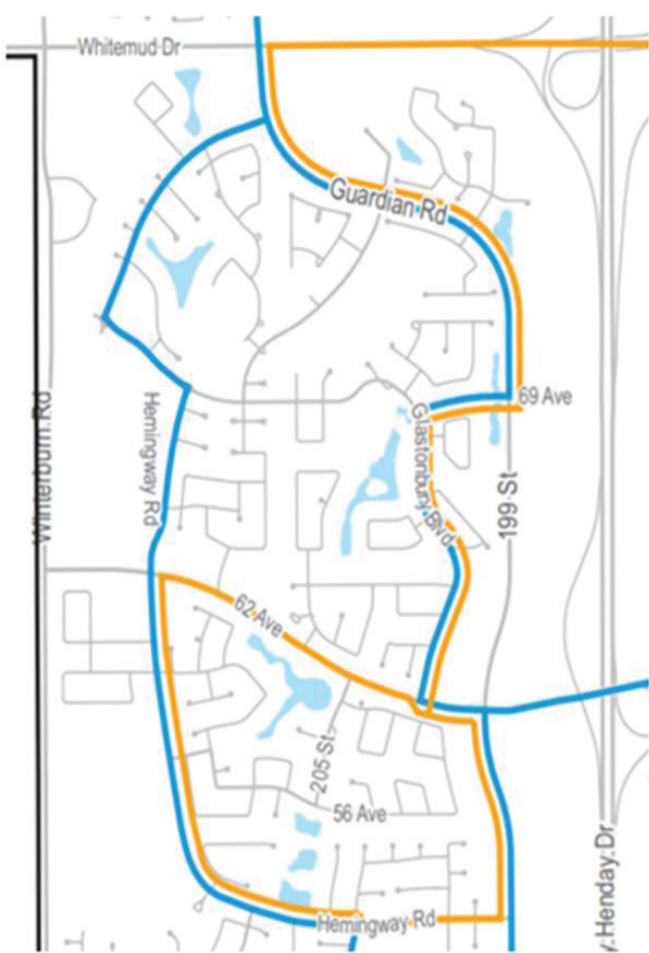 Whitemud Dr
Guardian Rd
69 Ave
Hemingway Rd
Glastonbury Blvd
Winterburn Rd
199 St
62 Ave
205 St
56 Ave
Henday Dr
Hemingway Rd